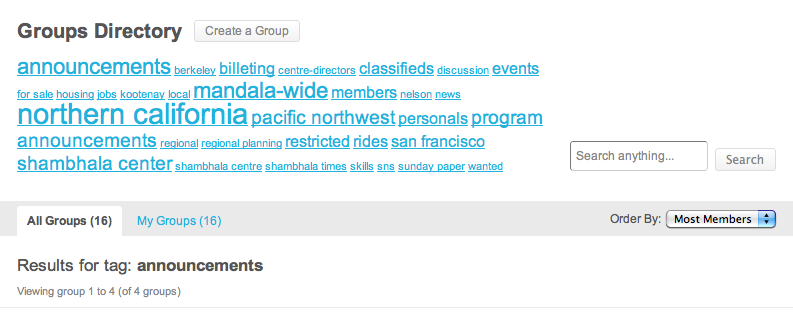 Groups Directory Create a Group
announcements berkeley billeting centre-directors classifieds discussion events
for sale housing jobs kootenay local mandala-wide members nelson news
northern california pacific northwest personals program
announcements regional regional planning restricted rides san francisco
shambhala center shambhala centre shambhala times skills sns sunday paper wanted
Search anything... Search
All Groups (16) My Groups (16) Order By: Most Members
Results for tag: announcements
Viewing group 1 to 4 (of 4 groups)